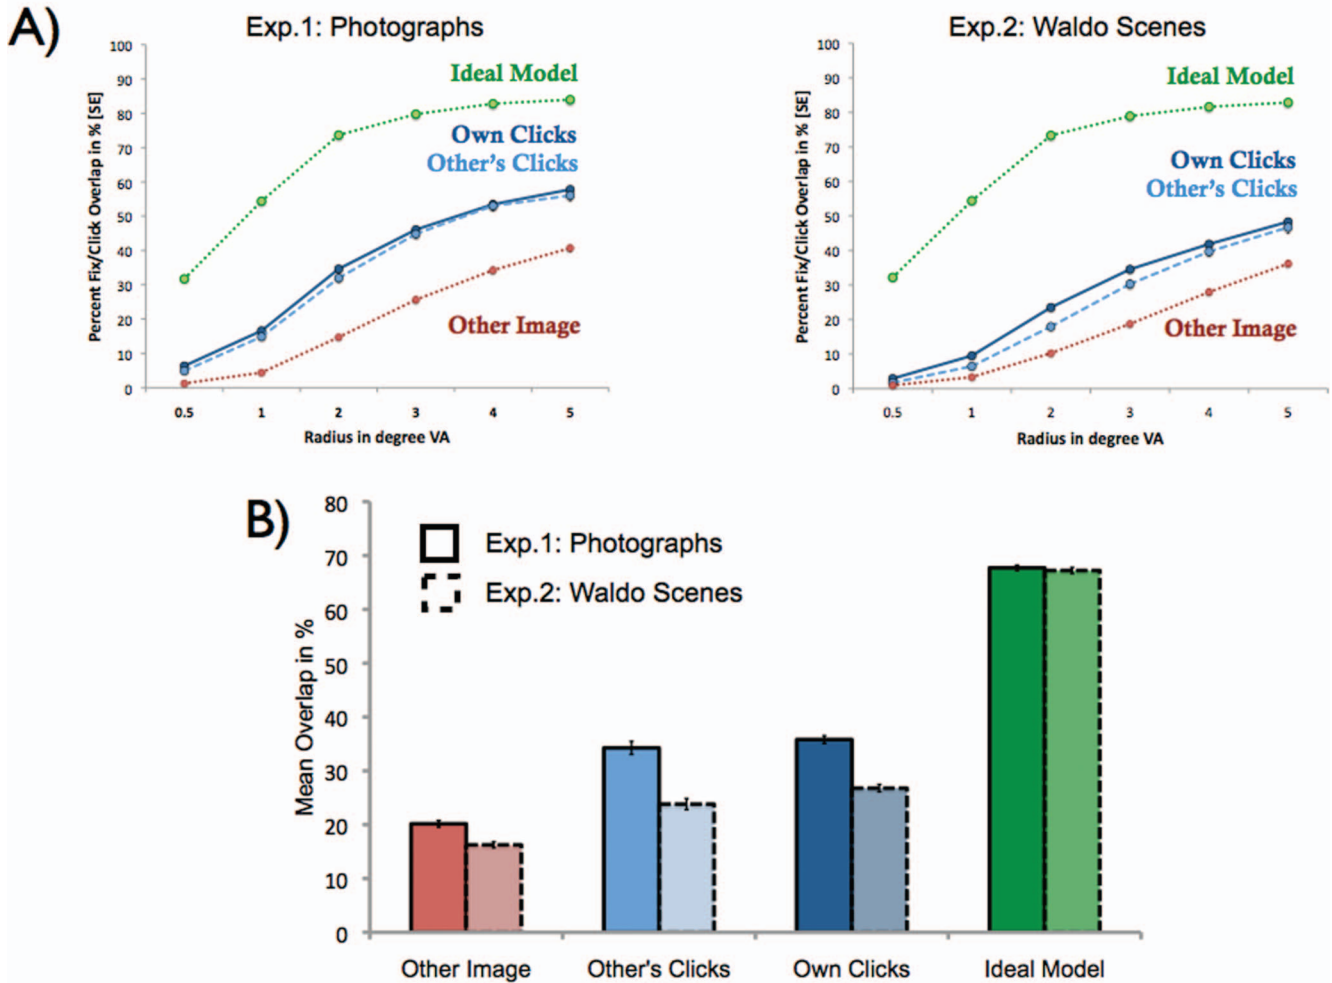 A)
Exp.1: Photographs
Percent Fix/Click Overlap in % [SE]
100
90
80
70
60
50
40
30
20
10
0
Ideal Model
Own Clicks
Other's Clicks
Other Image
0.5 1 2 3 4 5
Radius in degree VA
Exp.2: Waldo Scenes
Percent Fix/Click Overlap in % [SE]
100
90
80
70
60
50
40
30
20
10
0
Ideal Model
Own Clicks
Other's Clicks
Other Image
0.5 1 2 3 4 5
Radius in degree VA
B)
Mean Overlap in %
80
70
60
50
40
30
20
10
0
Exp.1: Photographs
Exp.2: Waldo Scenes
Other Image Other's Clicks Own Clicks Ideal Model